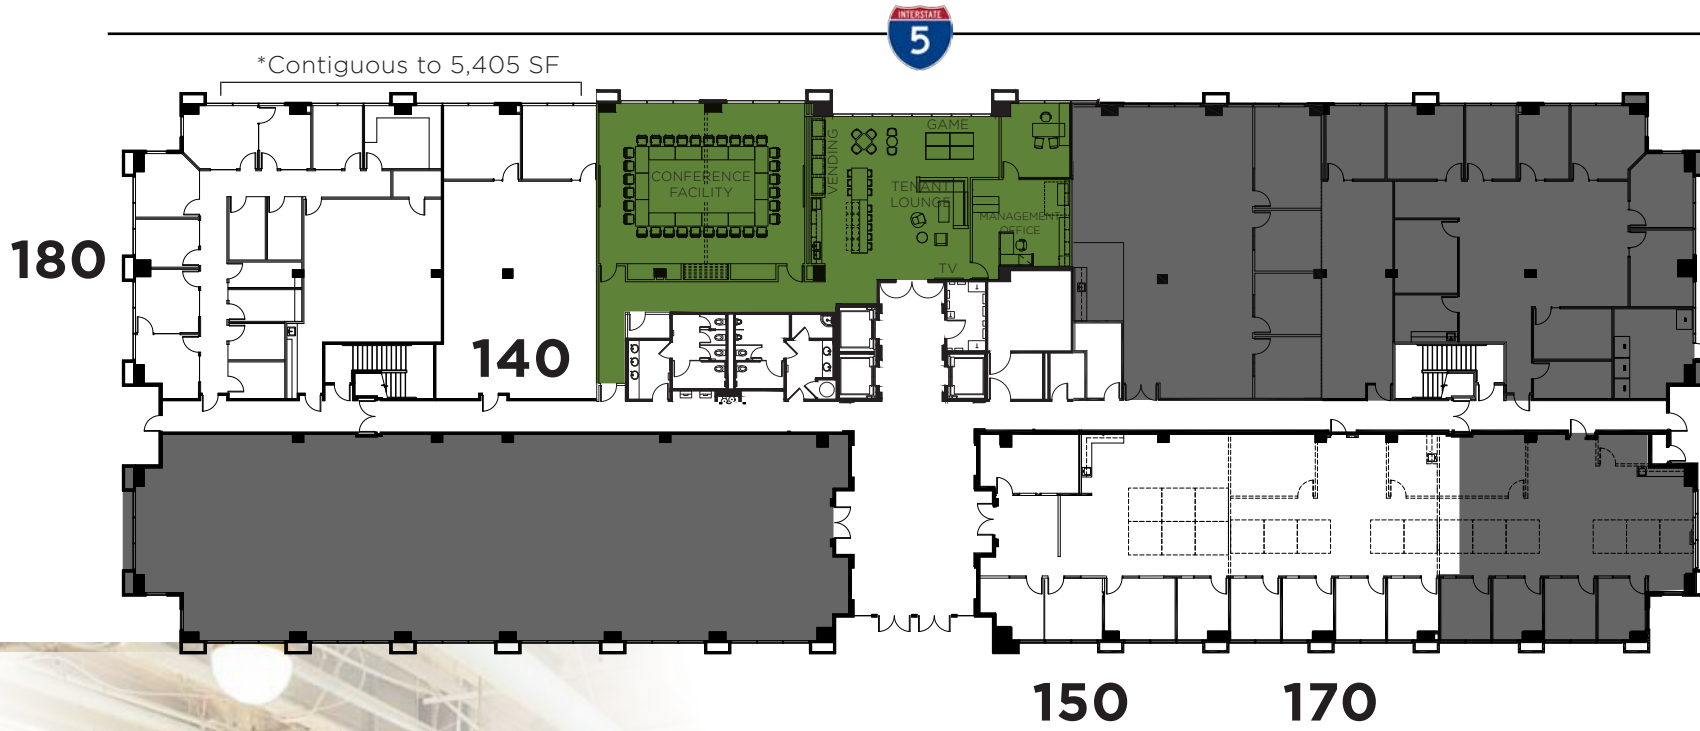 INTERSTATE
5
*Contiguous to 5,405 SF
180
140
CONFERENCE
FACILITY
VENDING
GAME
TENANT
LOUNGE
MANAGEMENT
OFFICE
TV
150
170